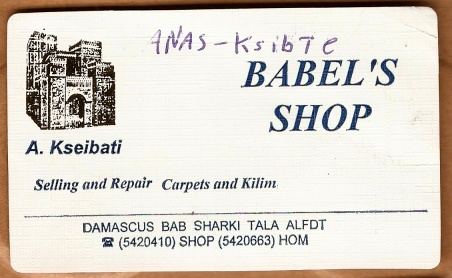 ANAS-KsibTe
BABEL'S
SHOP
A. Kseibati
Selling and Repair Carpets and Kilim
DAMASCUS BAB SHARKI TALA ALFDT
☎ (5420410) SHOP (5420663) HOM